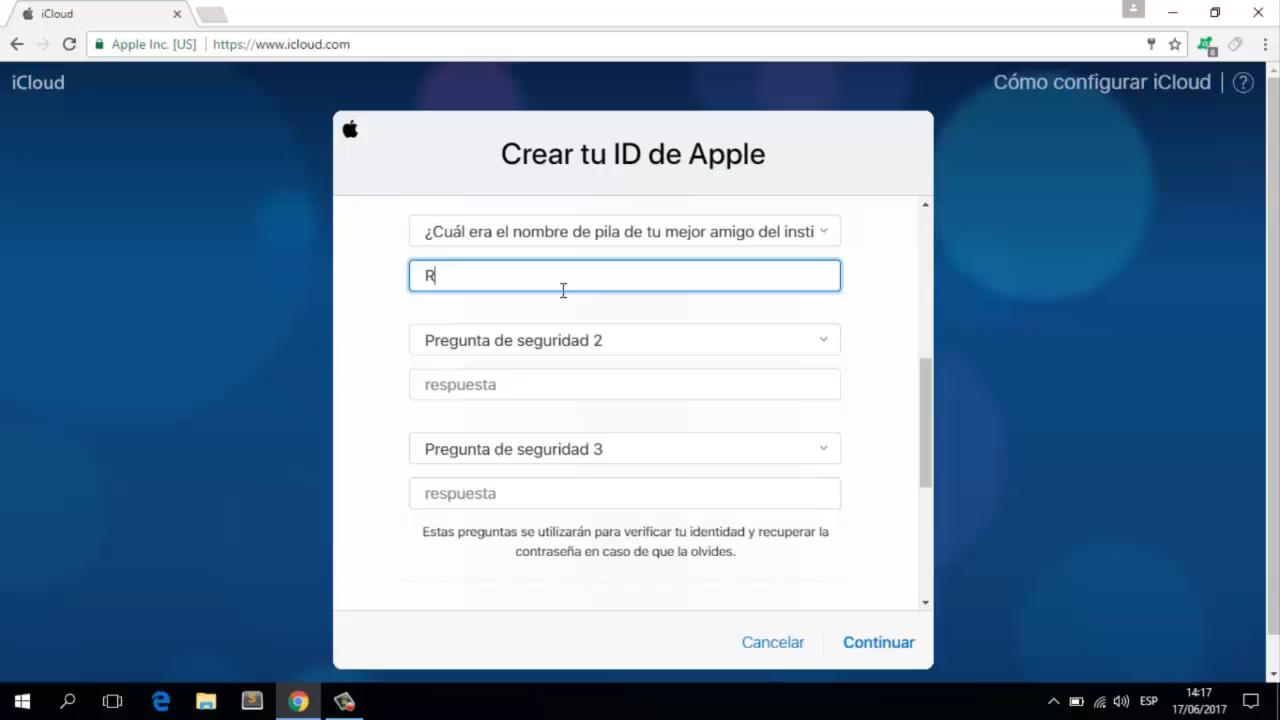 iCloud
Apple Inc. [US] https://www.icloud.com
0
iCloud
Cómo configurar iCloud | ?
Crear tu ID de Apple
¿Cuál era el nombre de pila de tu mejor amigo del insti
R
Pregunta de seguridad 2
respuesta
Pregunta de seguridad 3
respuesta
Estas preguntas se utilizarán para verificar tu identidad y recuperar la
contraseña en caso de que la olvides.
Cancelar
Continuar
ESP
14:17
17/06/2017